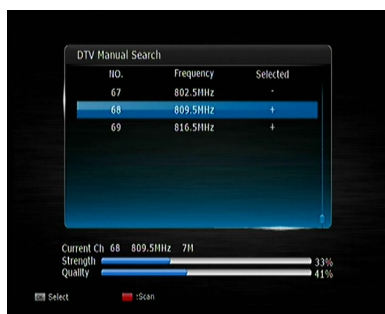 DTV Manual Search
NO. Frequency Selected
67 802.5MHz -
68 809.5MHz +
69 816.5MHz +
Current Ch 68 809.5MHz 7M
Strength 33%
Quality 41%
OK Select :Scan